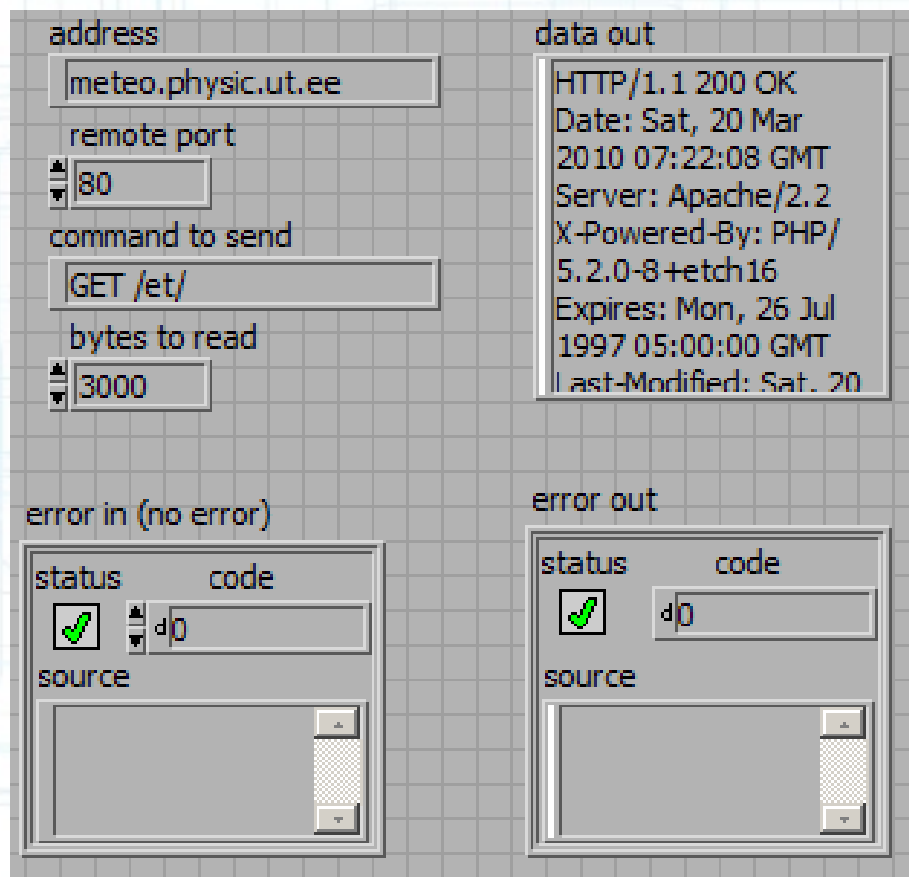 address
meteo.physic.ut.ee
remote port
80
command to send
GET /et/
bytes to read
3000
data out
HTTP/1.1 200 OK
Date: Sat, 20 Mar
2010 07:22:08 GMT
Server: Apache/2.2
X-Powered-By: PHP/
5.2.0-8+etch16
Expires: Mon, 26 Jul
1997 05:00:00 GMT
Last-Modified: Sat, 20
error in (no error)
status code
d0
source
error out
status code
d0
source